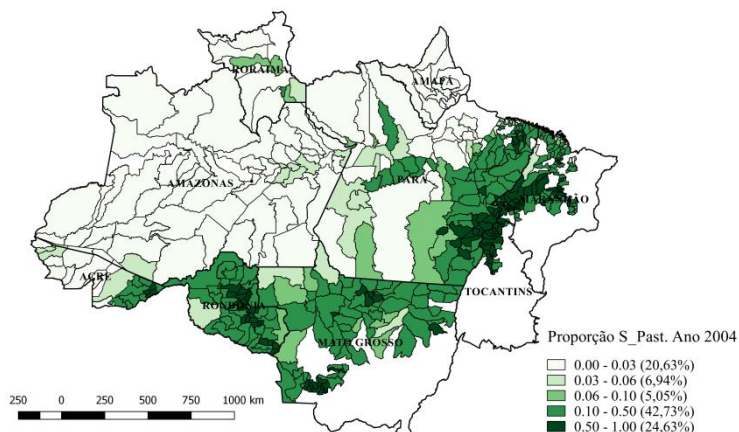 RORAIMA
AMAPÁ
AMAZONAS
PARÁ
MARANHÃO
ACRE
RONDÔNIA
TOCANTINS
MATO GROSSO
Proporção S_Past. Ano 2004
0.00 - 0.03 (20,63%)
0.03 - 0.06 (6,94%)
0.06 - 0.10 (5,05%)
0.10 - 0.50 (42,73%)
0.50 - 1.00 (24,63%)
250 0 250 500 750 1000 km